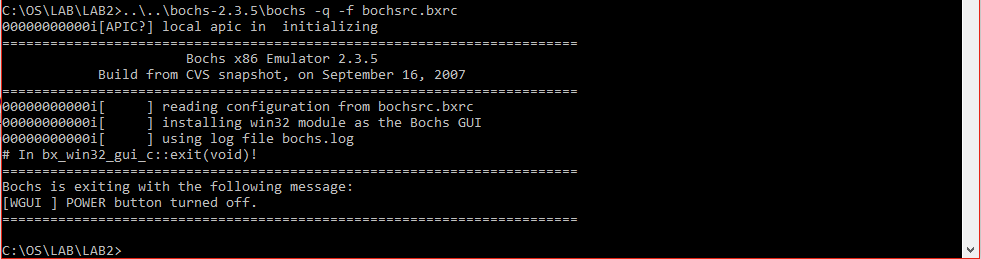 C:\OS\LAB\LAB2>..\..\bochs-2.3.5\bochs -q -f bochsrc.bxrc
00000000000i[APIC?] local apic in  initializing
========================================================================
                       Bochs x86 Emulator 2.3.5
            Build from CVS snapshot, on September 16, 2007
========================================================================
00000000000i[     ] reading configuration from bochsrc.bxrc
00000000000i[     ] installing win32 module as the Bochs GUI
00000000000i[     ] using log file bochs.log
# In bx_win32_gui_c::exit(void)!
========================================================================
Bochs is exiting with the following message:
[WGUI ] POWER button turned off.
========================================================================
C:\OS\LAB\LAB2>